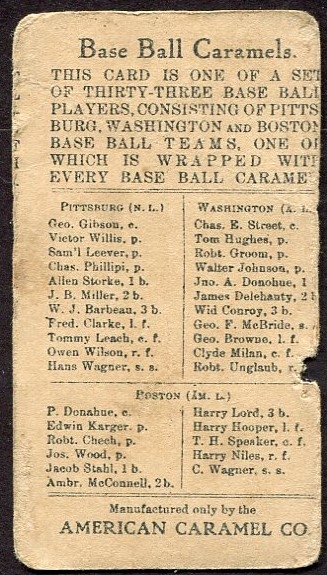 Base Ball Caramels.
THIS CARD IS ONE OF A SET
OF THIRTY-THREE BASE BALL
PLAYERS, CONSISTING OF PITTS
BURG, WASHINGTON AND BOSTON
BASE BALL TEAMS, ONE OF
WHICH IS WRAPPED WITH
EVERY BASE BALL CARAME
PITTSBURG (N. L.)
Geo. Gibson, c.
Victor Willis, p.
Sam'l Leever, p.
Chas. Phillipi, p.
Allen Storke, 1 b.
J. B. Miller, 2 b.
W. J. Barbeau, 3 b.
Fred. Clarke, l. f.
Tommy Leach, c. f.
Owen Wilson, r. f.
Hans Wagner, s. s.
WASHINGTON (A. L.
Chas. E. Street, c.
Tom Hughes, p.
Robt. Groom, p.
Walter Johnson, p.
Jno. A. Donohue, 1
James Delehanty, 2 b
Wid Conroy, 3 b.
Geo. F. McBride, s.
Geo. Browne, l. f.
Clyde Milan, c. f.
Robt. Unglaub, r.
BOSTON (AM. L.)
P. Donahue, c.
Edwin Karger, p.
Robt. Chech, p.
Jos. Wood, p.
Jacob Stahl, 1 b.
Ambr. McConnell, 2 b.
Harry Lord, 3 b.
Harry Hooper, l. f.
T. H. Speaker, c. f.
Harry Niles, r. f.
C. Wagner, s. s.
Manufactured only by the
AMERICAN CARAMEL CO.